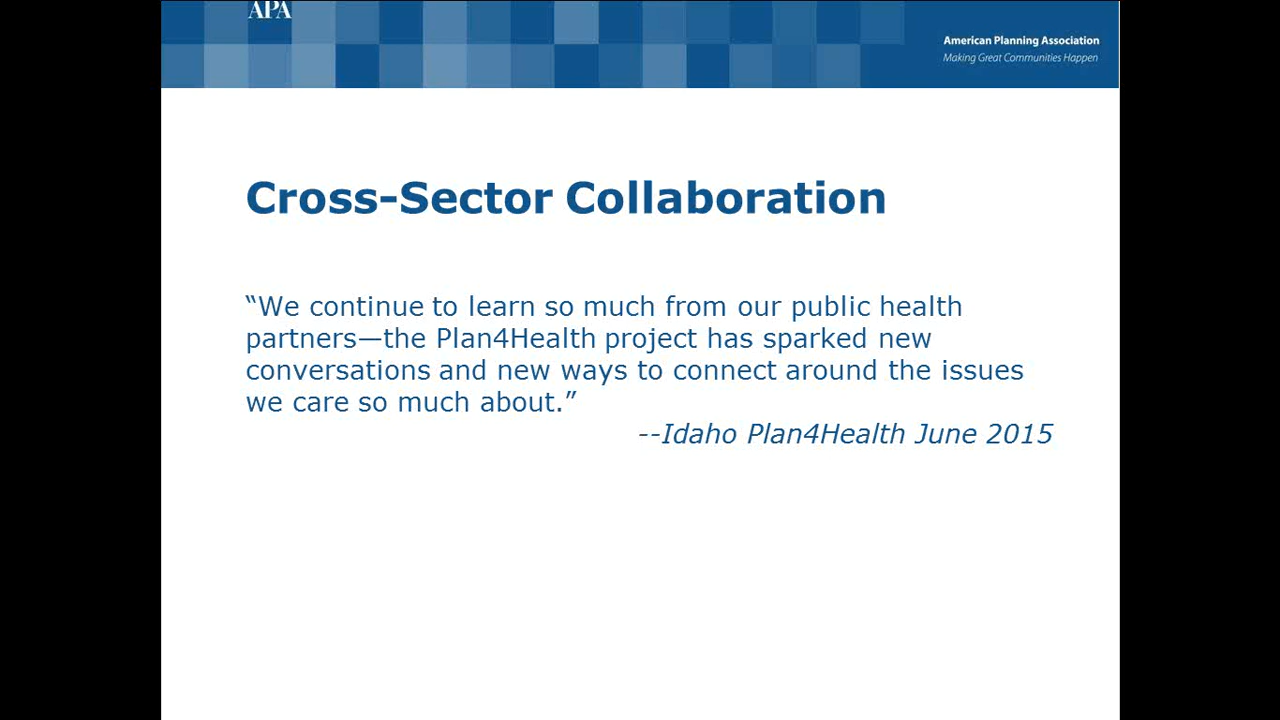 APA
American Planning Association
Making Great Communities Happen
Cross-Sector Collaboration
“We continue to learn so much from our public health
partners—the Plan4Health project has sparked new
conversations and new ways to connect around the issues
we care so much about.”
--Idaho Plan4Health June 2015